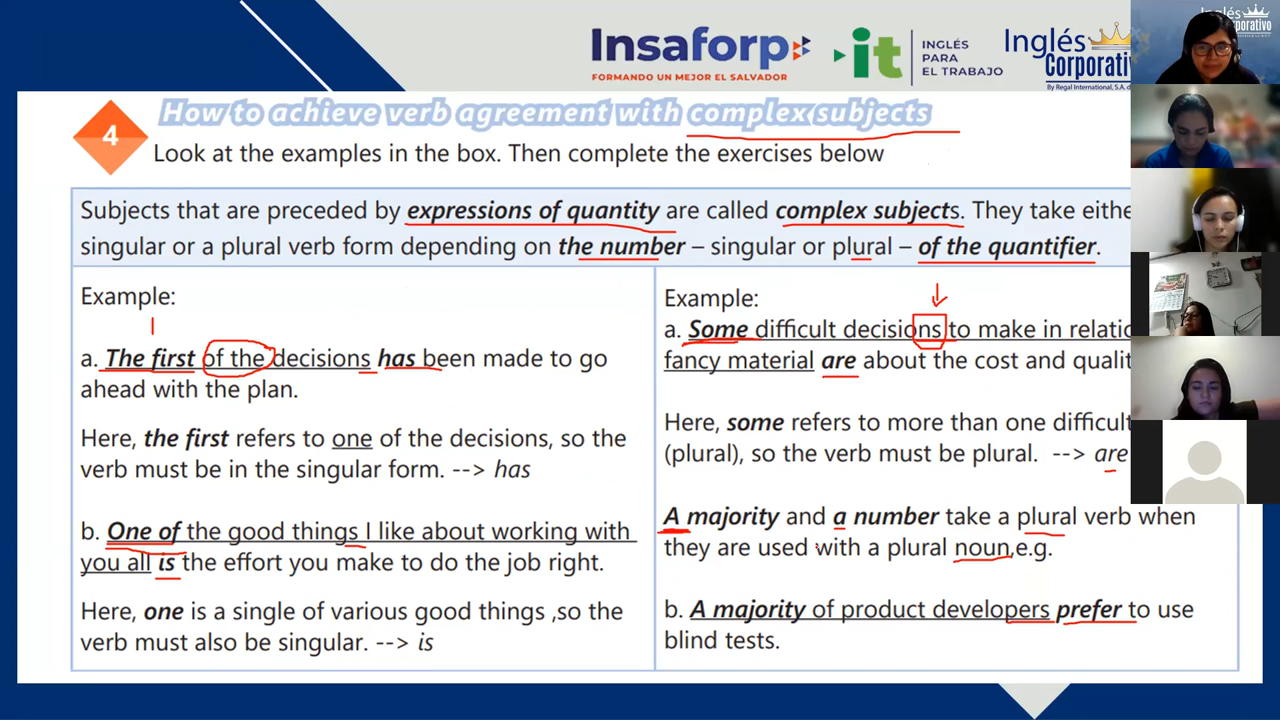 Insaforp
FORMANDO UN MEJOR EL SALVADOR
it
INGLÉS
PARA
EL TRABAJO
Inglés
Corporativ
By Regal International, S.A. d
Inglés
orporativo
4
How to achieve verb agreement with complex subjects
Look at the examples in the box. Then complete the exercises below
Subjects that are preceded by expressions of quantity are called complex subjects. They take eithe
singular or a plural verb form depending on the number – singular or plural – of the quantifier.
Example:
a. The first of the decisions has been made to go
ahead with the plan.
Here, the first refers to one of the decisions, so the
verb must be in the singular form. --> has
b. One of the good things I like about working with
you all is the effort you make to do the job right.
Here, one is a single of various good things ,so the
verb must also be singular. --> is
Example:
a. Some difficult decisions to make in relatio
fancy material are about the cost and qualit
Here, some refers to more than one difficult
(plural), so the verb must be plural. --> are
A majority and a number take a plural verb when
they are used with a plural noun,e.g.
b. A majority of product developers prefer to use
blind tests.